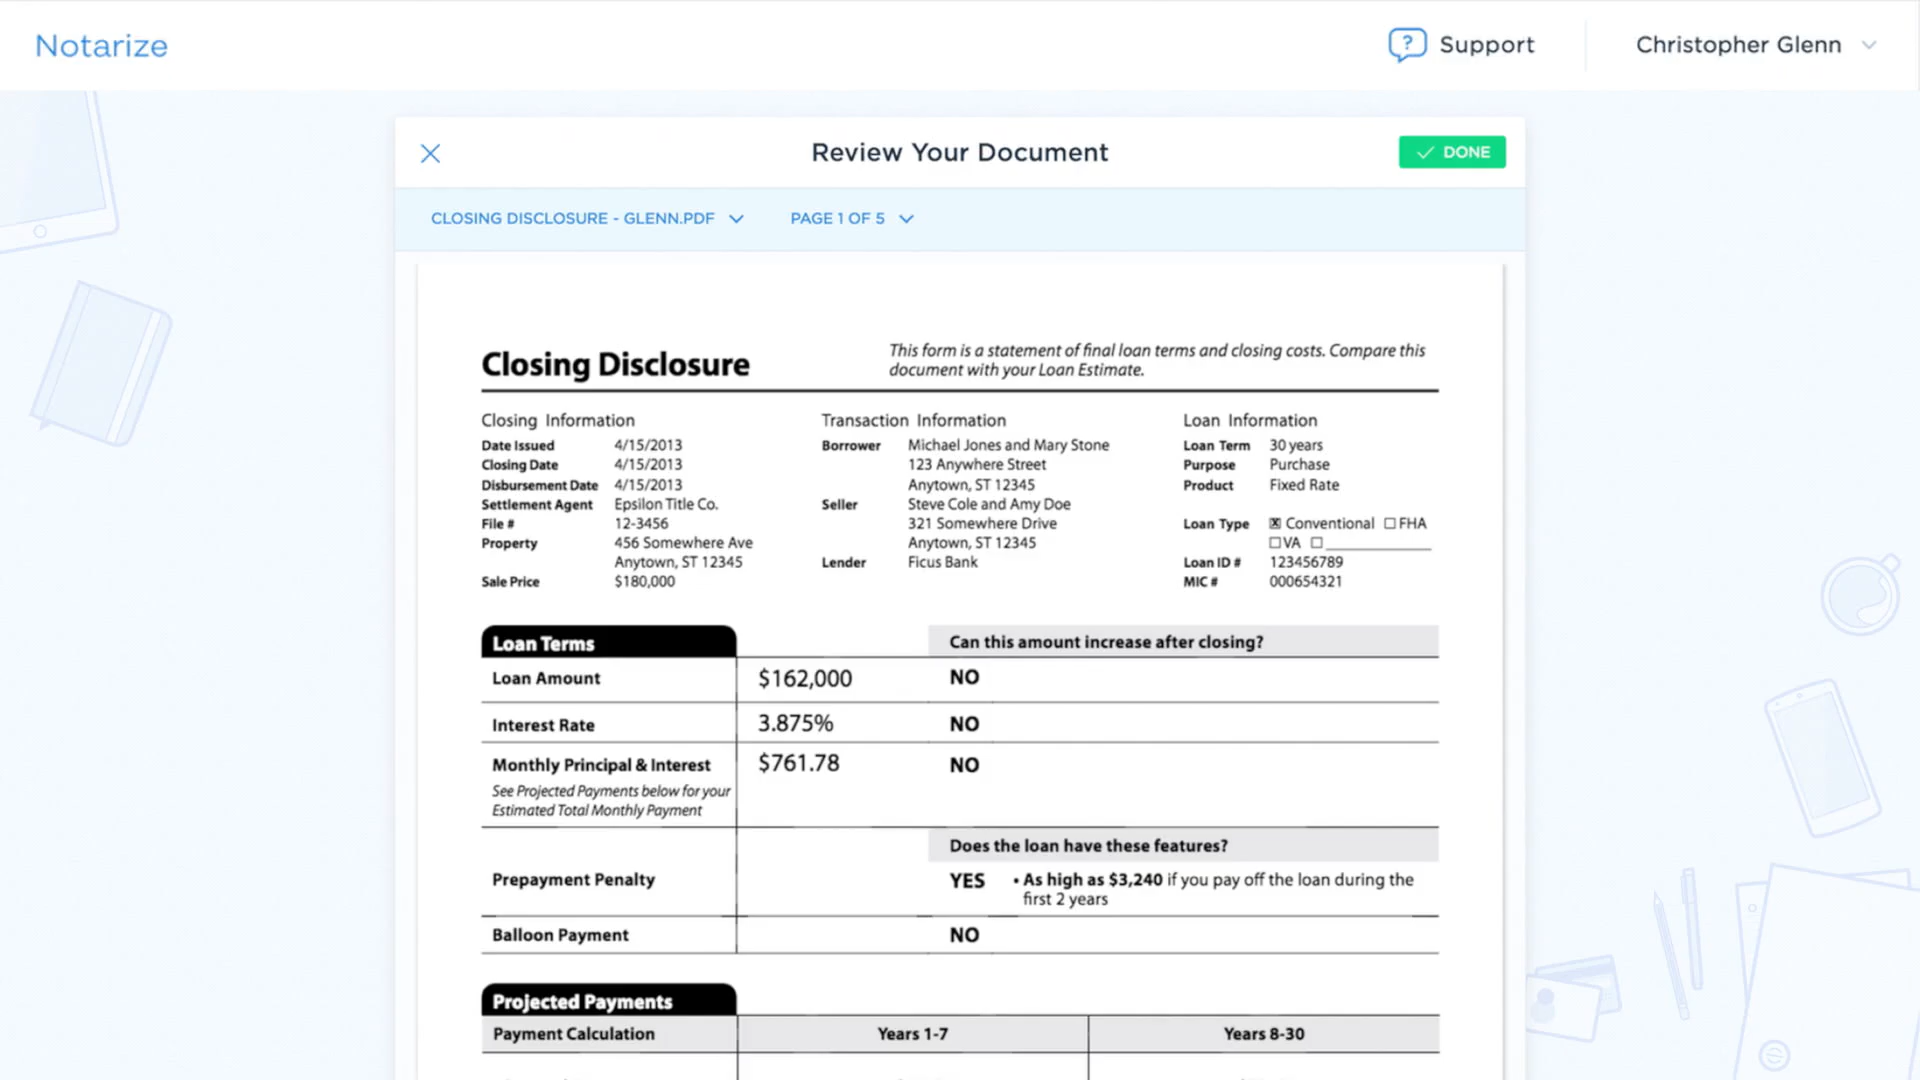 Notarize
Support
Christopher Glenn
Review Your Document
DONE
CLOSING DISCLOSURE - GLENN.PDF
PAGE 1 OF 5
Closing Disclosure
This form is a statement of final loan terms and closing costs. Compare this
document with your Loan Estimate.
Closing Information
Date Issued 4/15/2013
Closing Date 4/15/2013
Disbursement Date 4/15/2013
Settlement Agent Epsilon Title Co.
File # 12-3456
Property 456 Somewhere Ave
Anytown, ST 12345
Sale Price $180,000
Transaction Information
Borrower Michael Jones and Mary Stone
123 Anywhere Street
Anytown, ST 12345
Seller Steve Cole and Amy Doe
321 Somewhere Drive
Anytown, ST 12345
Lender Ficus Bank
Loan Information
Loan Term 30 years
Purpose Purchase
Product Fixed Rate
Loan Type ☒ Conventional ☐ FHA
☐ VA ☐ ____________
Loan ID # 123456789
MIC # 000654321
Loan Terms Can this amount increase after closing?
Loan Amount $162,000 NO
Interest Rate 3.875% NO
Monthly Principal & Interest $761.78 NO
See Projected Payments below for your
Estimated Total Monthly Payment
Does the loan have these features?
Prepayment Penalty YES • As high as $3,240 if you pay off the loan during the
first 2 years
Balloon Payment NO
Projected Payments
Payment Calculation Years 1-7 Years 8-30